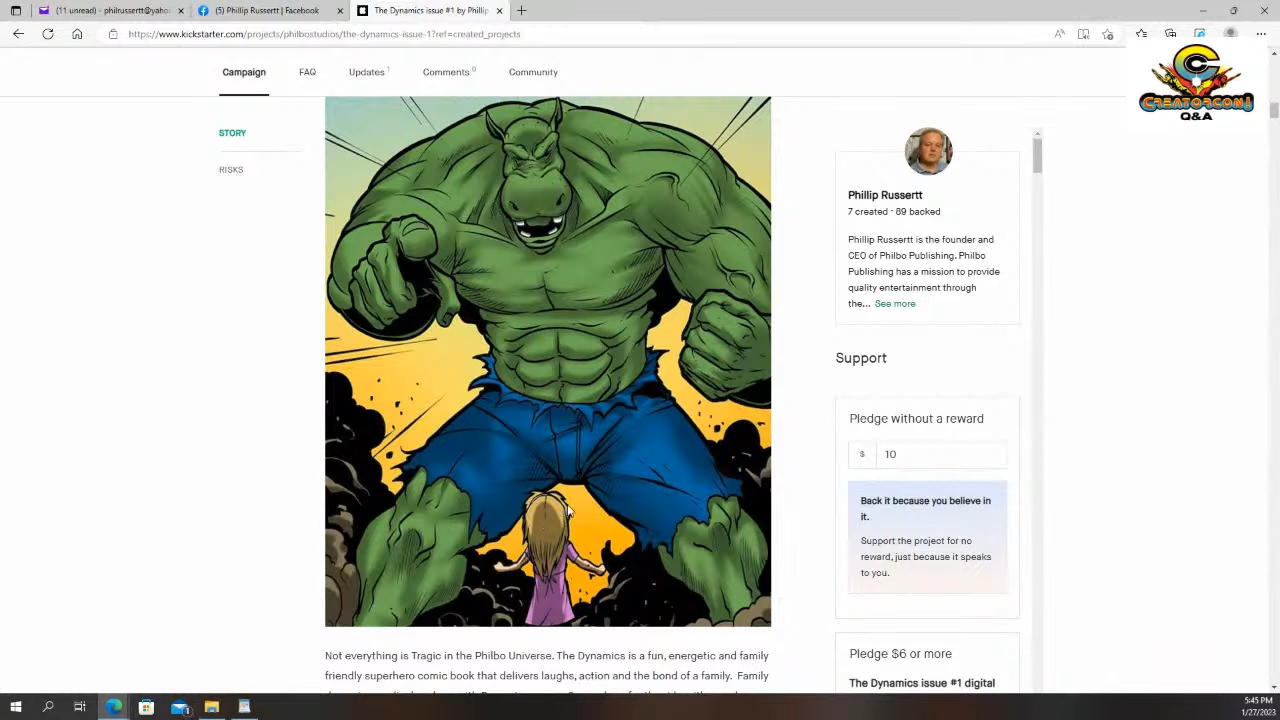 (11 unread) - philrussertt@yaho
(5) Phillip Russertt | Facebook
The Dynamics issue #1 by Phillip
https://www.kickstarter.com/projects/philbostudios/the-dynamics-issue-1?ref=created_projects
Campaign
FAQ
Updates 1
Comments 0
Community
C
CREATORCON!
Q&A
STORY
RISKS
Phillip Russertt
7 created · 89 backed
Phillip Russertt is the founder and
CEO of Philbo Publishing. Philbo
Publishing has a mission to provide
quality entertainment through
the... See more
Support
Pledge without a reward
$ 10
Back it because you believe in
it.
Support the project for no
reward, just because it speaks
to you.
Pledge $6 or more
The Dynamics issue #1 digital
Not everything is Tragic in the Philbo Universe. The Dynamics is a fun, energetic and family
friendly superhero comic book that delivers laughs, action and the bond of a family. Family
5:45 PM
1/27/2023